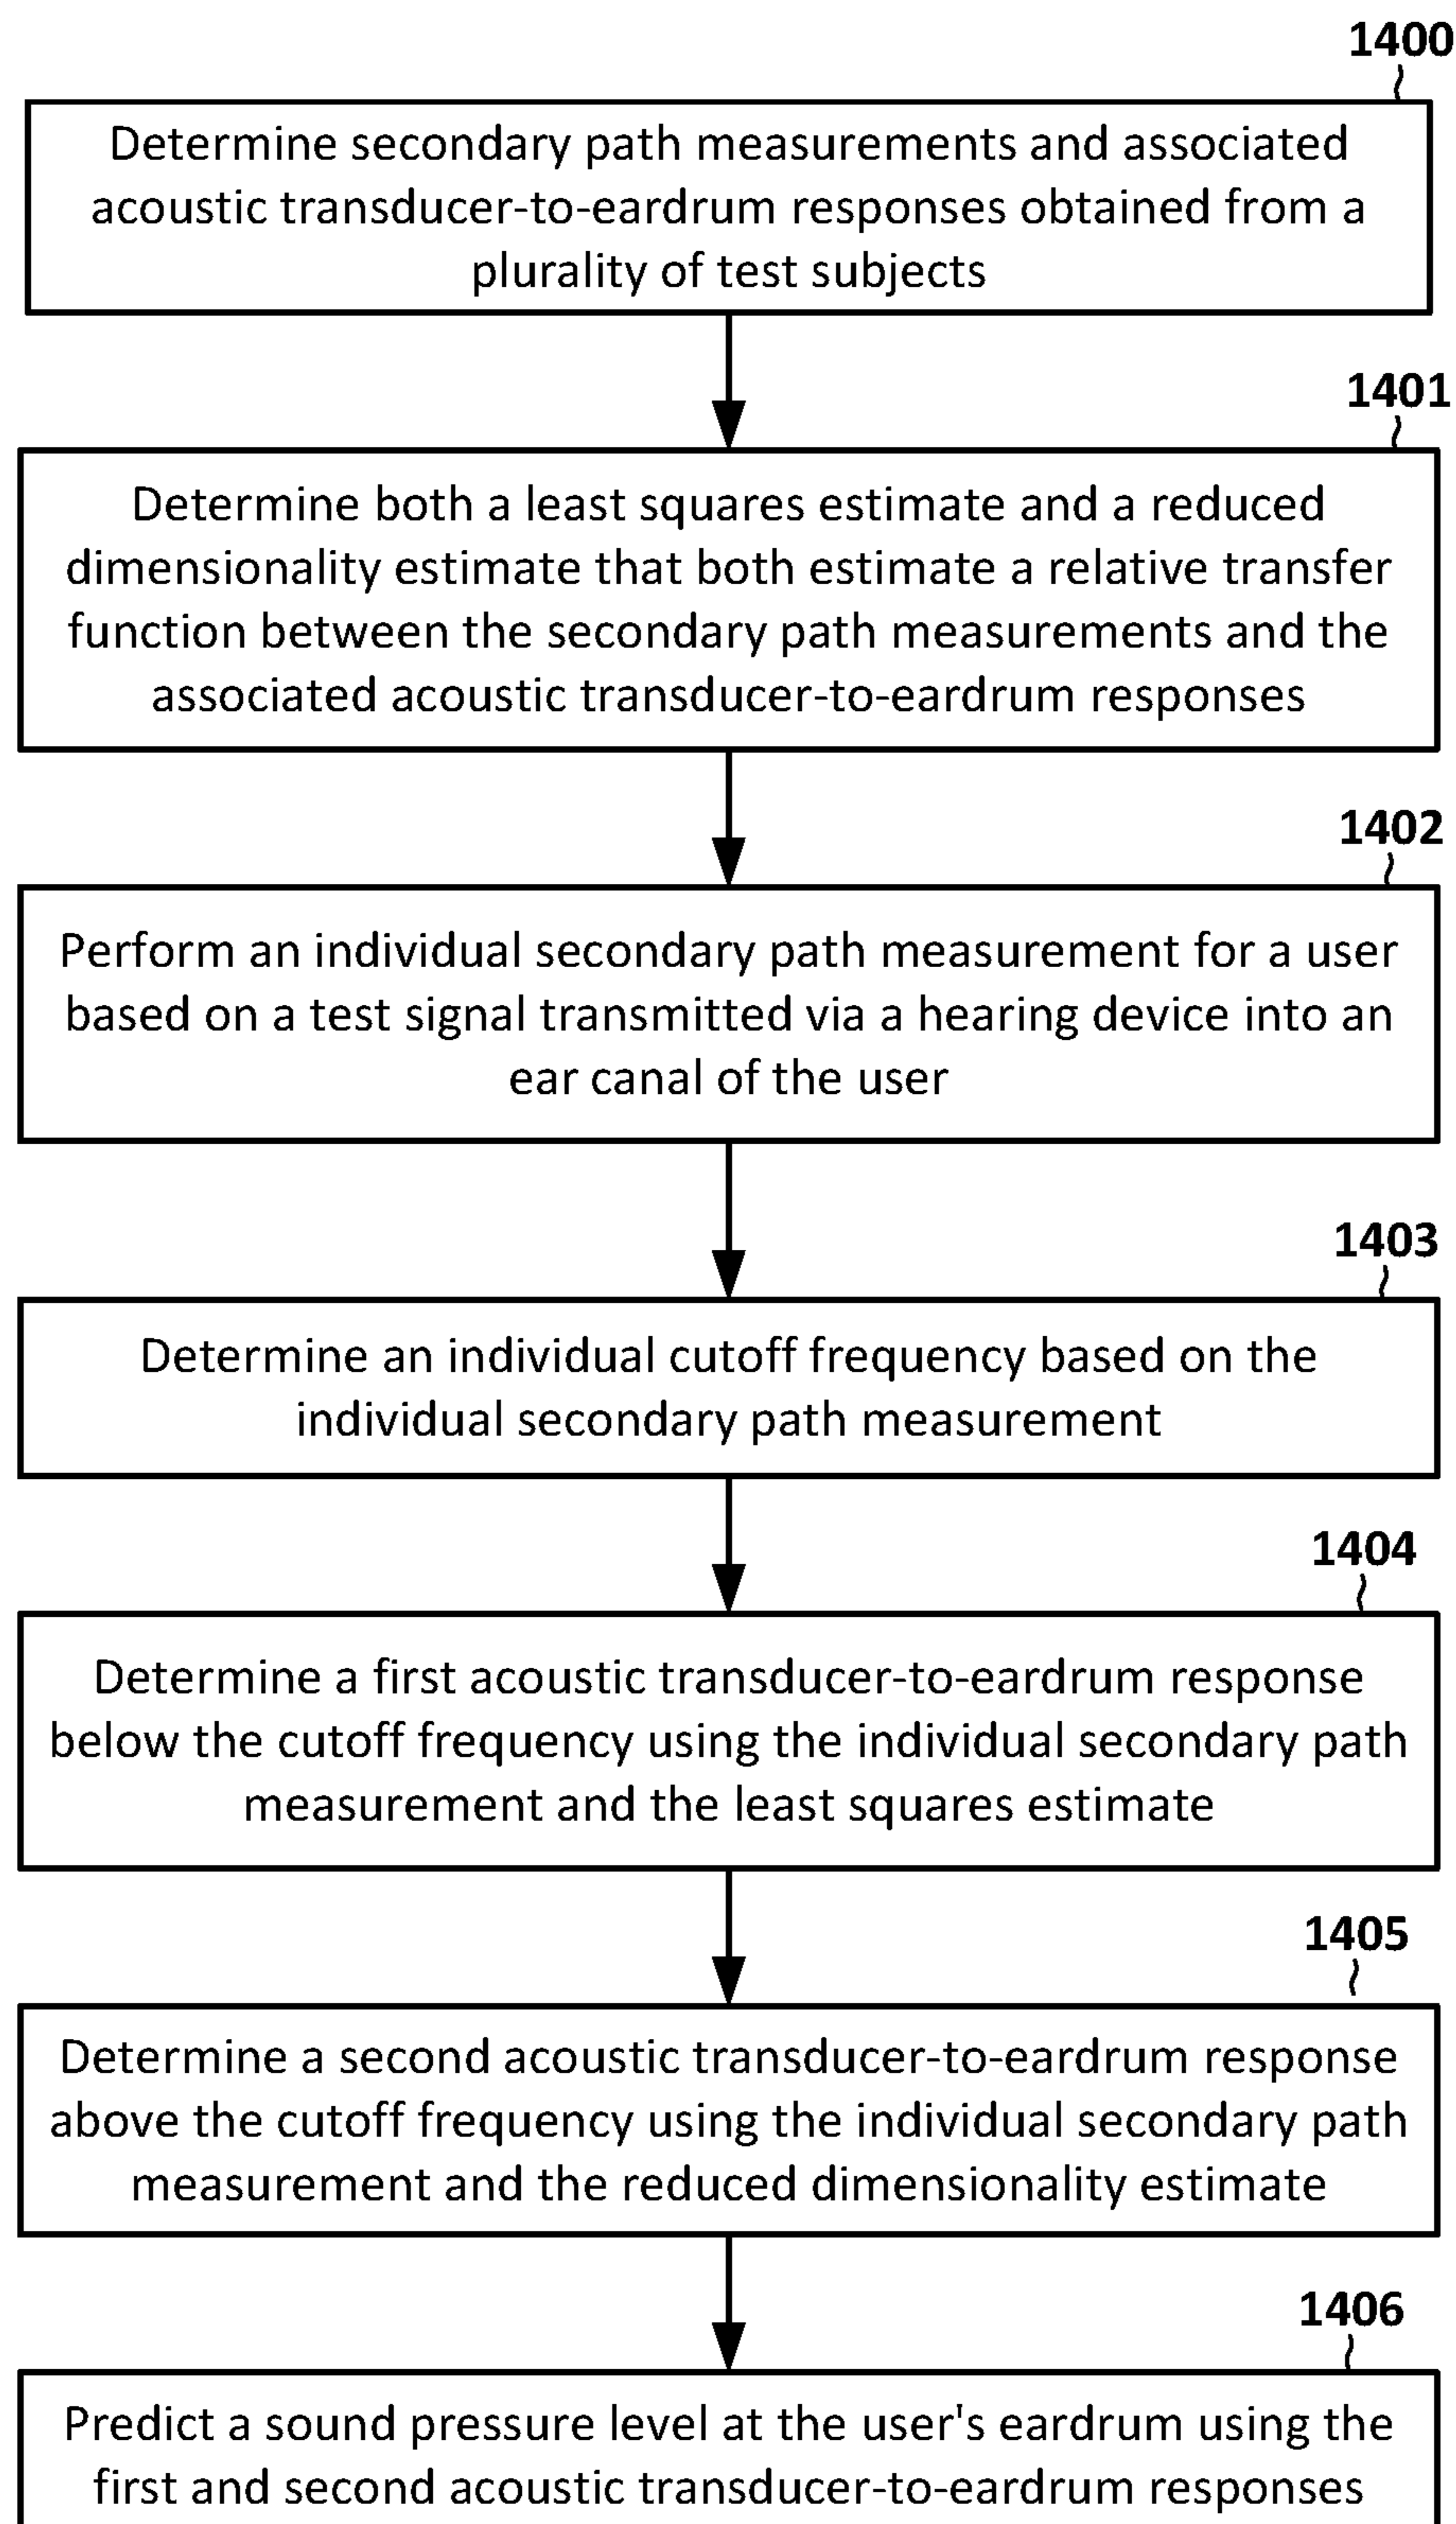 1400
Determine secondary path measurements and associated
acoustic transducer-to-eardrum responses obtained from a
plurality of test subjects
1401
Determine both a least squares estimate and a reduced
dimensionality estimate that both estimate a relative transfer
function between the secondary path measurements and the
associated acoustic transducer-to-eardrum responses
1402
Perform an individual secondary path measurement for a user
based on a test signal transmitted via a hearing device into an
ear canal of the user
1403
Determine an individual cutoff frequency based on the
individual secondary path measurement
1404
Determine a first acoustic transducer-to-eardrum response
below the cutoff frequency using the individual secondary path
measurement and the least squares estimate
1405
Determine a second acoustic transducer-to-eardrum response
above the cutoff frequency using the individual secondary path
measurement and the reduced dimensionality estimate
1406
Predict a sound pressure level at the user's eardrum using the
first and second acoustic transducer-to-eardrum responses